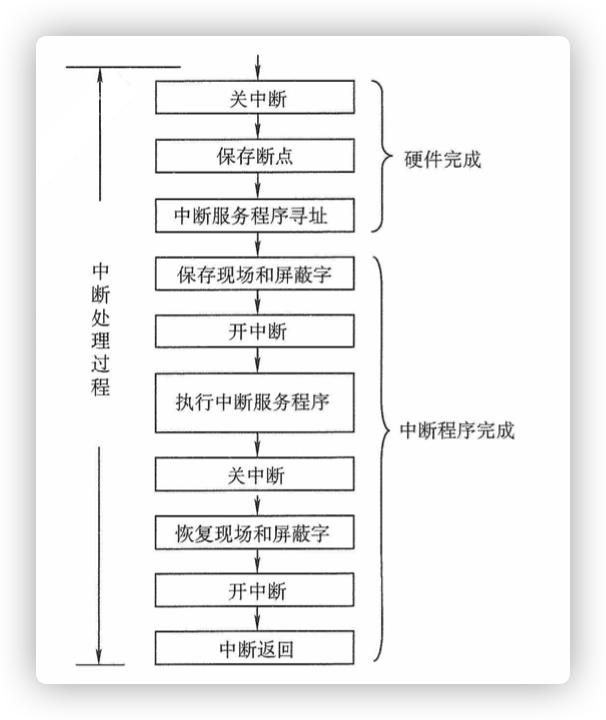 关中断
保存断点
中断服务程序寻址
硬件完成
保存现场和屏蔽字
开中断
执行中断服务程序
关中断
恢复现场和屏蔽字
开中断
中断返回
中断程序完成
中断处理过程